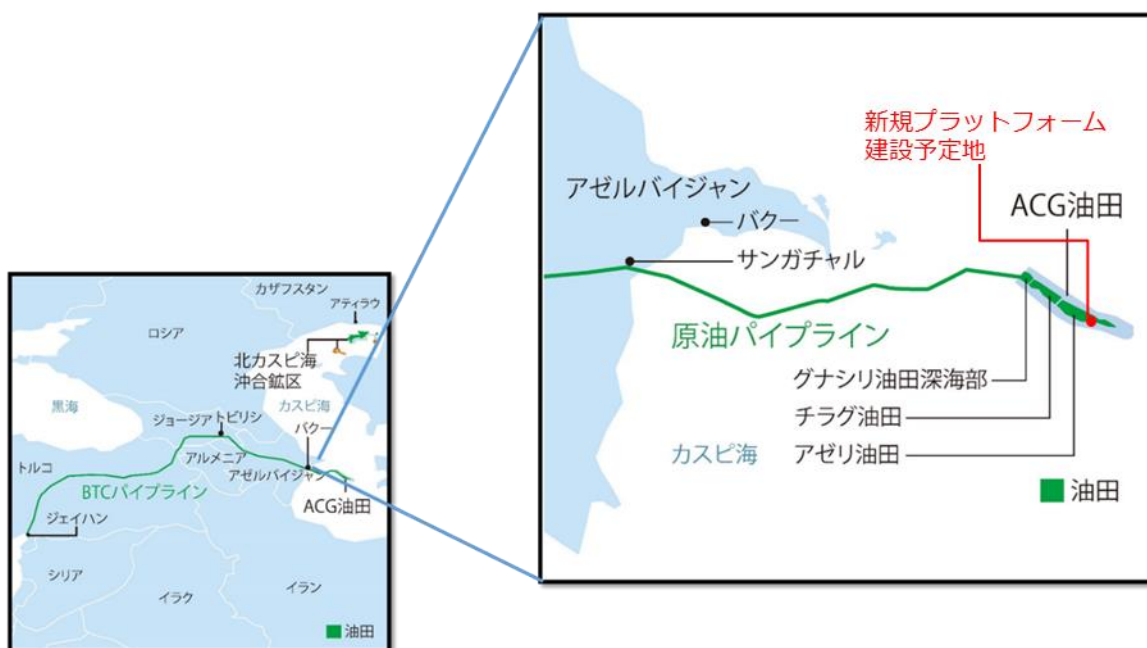 カザフスタン
アティラウ
ロシア
北カスピ海
沖合鉱区
黒海
カスピ海
ジョージア
トビリシ
バクー
トルコ
アルメニア
アゼルバイジャン
BTCパイプライン
ACG油田
ジェイハン
シリア
イラク
イラン
油田
新規プラットフォーム
建設予定地
アゼルバイジャン
ACG油田
バクー
サンガチャル
原油パイプライン
グナシリ油田深海部
チラグ油田
カスピ海
アゼリ油田
油田